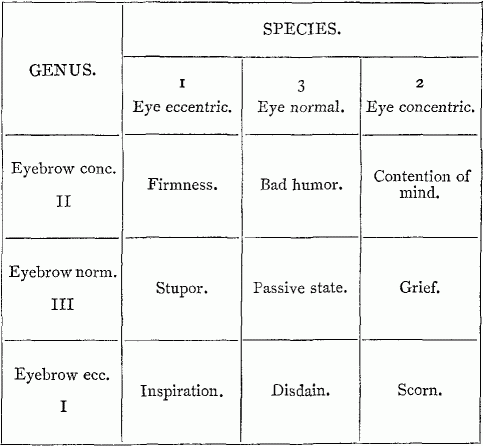 SPECIES.
GENUS.
1 3 2
Eye eccentric. Eye normal. Eye concentric.
Eyebrow conc.
II
Firmness. Bad humor. Contention of
mind.
Eyebrow norm.
III
Stupor. Passive state. Grief.
Eyebrow ecc.
I
Inspiration. Disdain. Scorn.